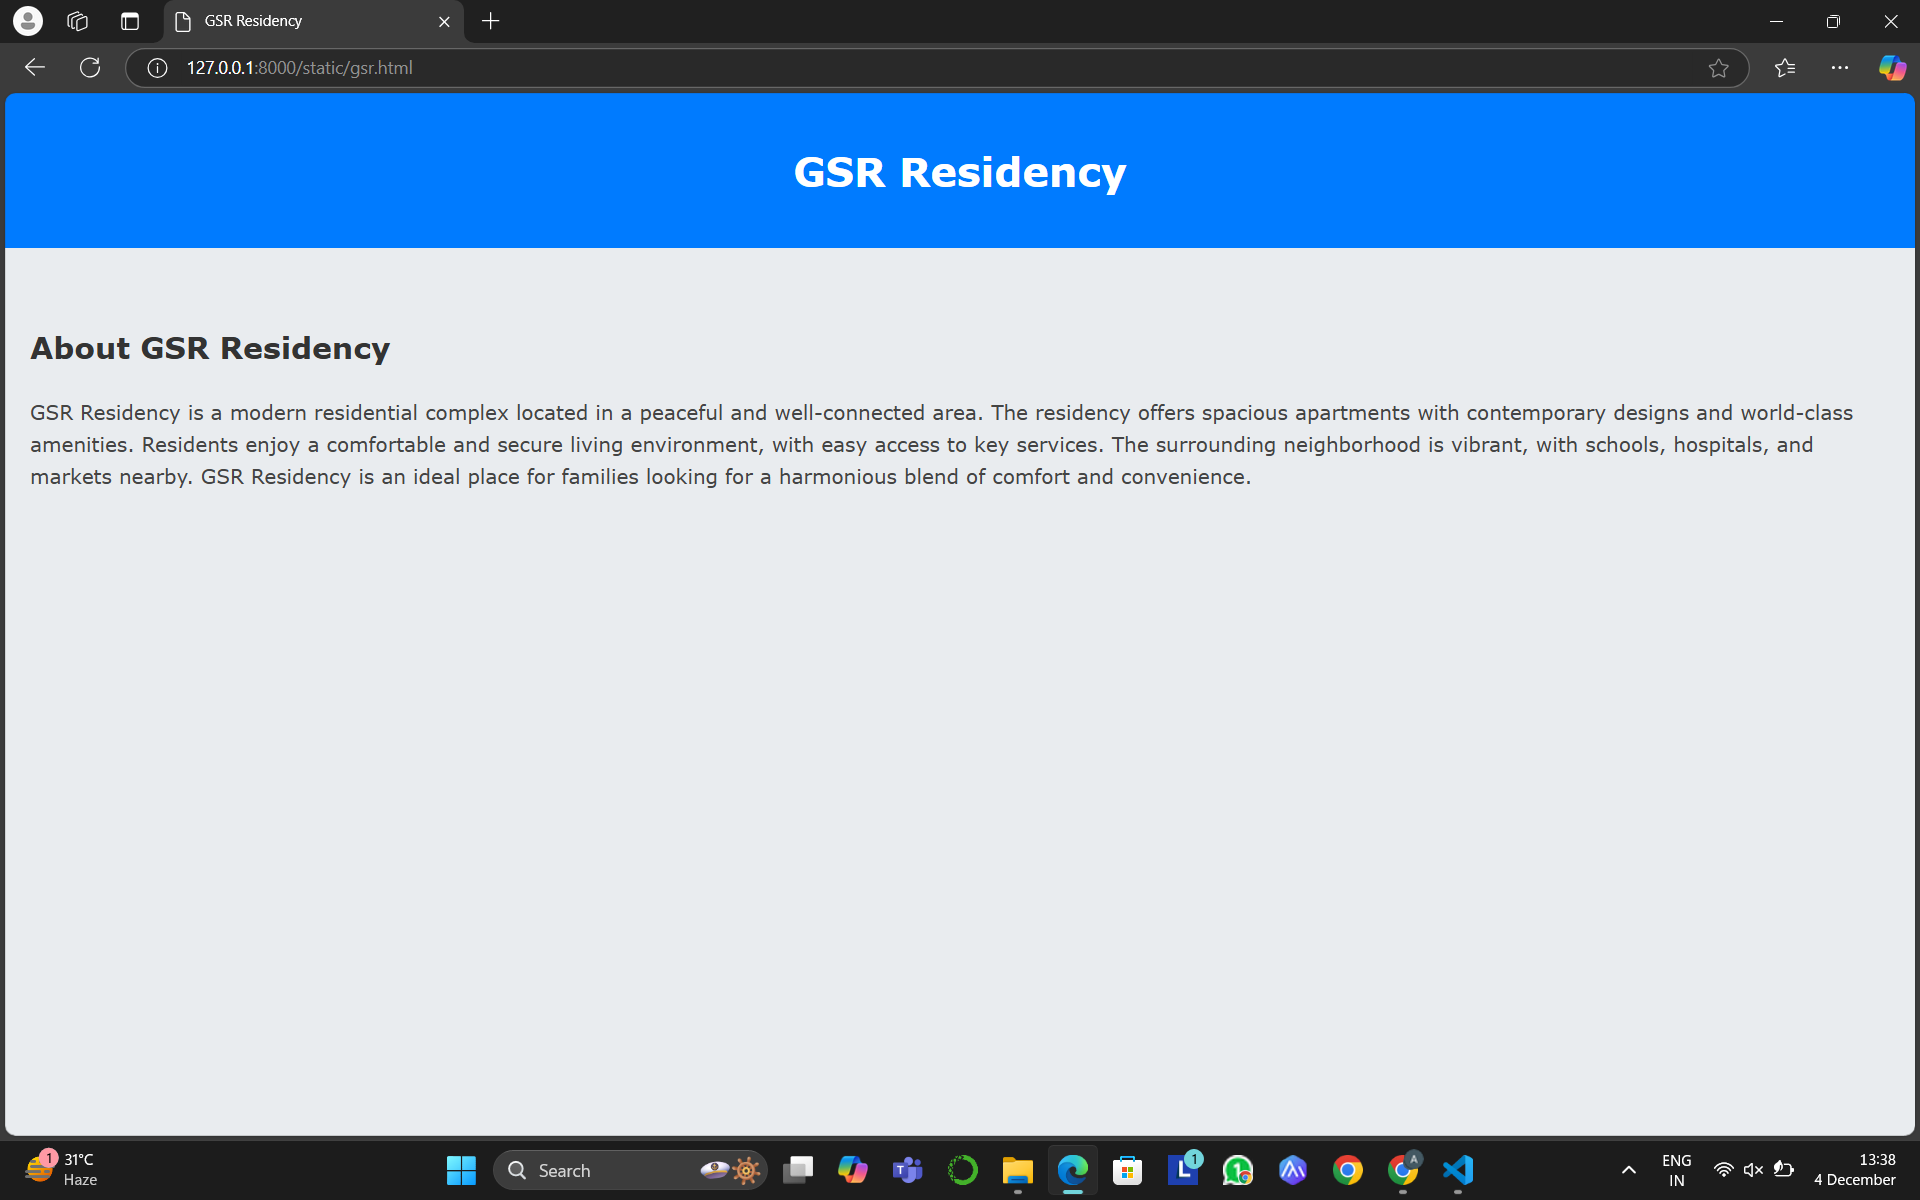 GSR Residency
127.0.0.1:8000/static/gsr.html
GSR Residency
About GSR Residency
GSR Residency is a modern residential complex located in a peaceful and well-connected area. The residency offers spacious apartments with contemporary designs and world-class
amenities. Residents enjoy a comfortable and secure living environment, with easy access to key services. The surrounding neighborhood is vibrant, with schools, hospitals, and
markets nearby. GSR Residency is an ideal place for families looking for a harmonious blend of comfort and convenience.
1
31°C
Haze
Search
T
L
1
1
A
ENG
IN
13:38
4 December